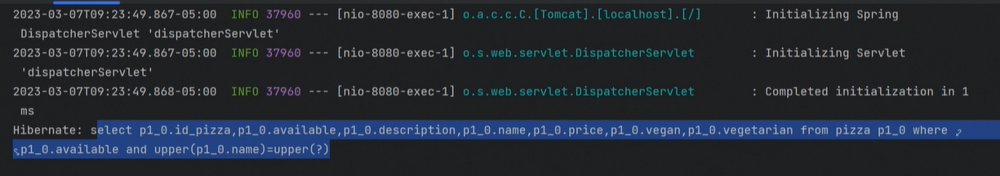 2023-03-07T09:23:49.867-05:00  INFO 37960 --- [nio-8080-exec-1] o.a.c.c.C.[Tomcat].[localhost].[/]       : Initializing Spring
DispatcherServlet 'dispatcherServlet'
2023-03-07T09:23:49.867-05:00  INFO 37960 --- [nio-8080-exec-1] o.s.web.servlet.DispatcherServlet        : Initializing Servlet
'dispatcherServlet'
2023-03-07T09:23:49.868-05:00  INFO 37960 --- [nio-8080-exec-1] o.s.web.servlet.DispatcherServlet        : Completed initialization in 1
ms
Hibernate: select p1_0.id_pizza,p1_0.available,p1_0.description,p1_0.name,p1_0.price,p1_0.vegan,p1_0.vegetarian from pizza p1_0 where
p1_0.available and upper(p1_0.name)=upper(?)